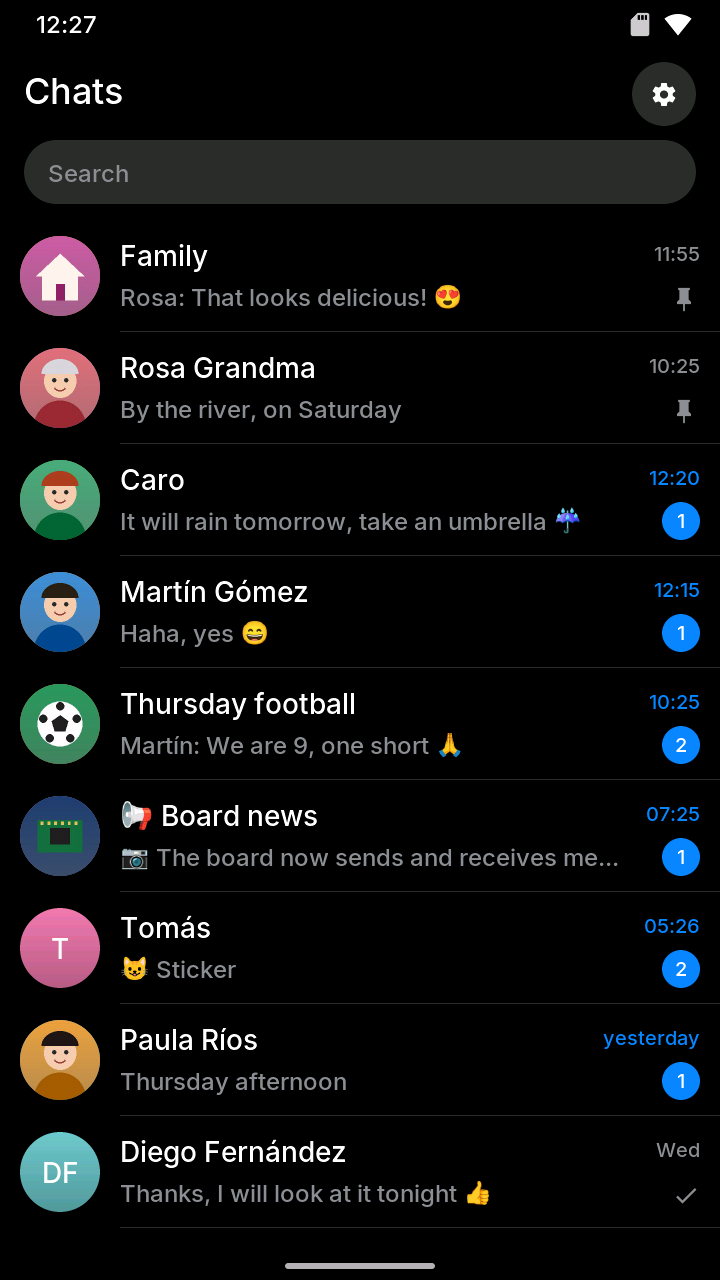 12:27
Chats
Search
Family 11:55
Rosa: That looks delicious! 😍
Rosa Grandma 10:25
By the river, on Saturday
Caro 12:20
It will rain tomorrow, take an umbrella ☔ 1
Martín Gómez 12:15
Haha, yes 😄 1
Thursday football 10:25
Martín: We are 9, one short 🙏 2
📢 Board news 07:25
📷 The board now sends and receives me... 1
T
Tomás 05:26
😺 Sticker 2
Paula Ríos yesterday
Thursday afternoon 1
DF
Diego Fernández Wed
Thanks, I will look at it tonight 👍